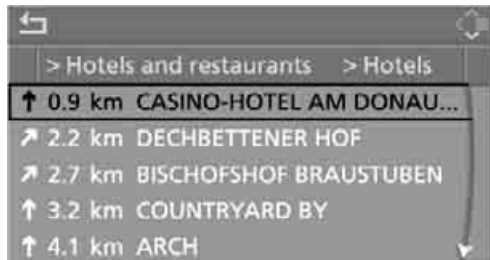 > Hotels and restaurants > Hotels
0.9 km CASINO-HOTEL AM DONAU...
2.2 km DECHBETTENER HOF
2.7 km BISCHOFSHOF BRAUSTUBEN
3.2 km COUNTRYARD BY
4.1 km ARCH